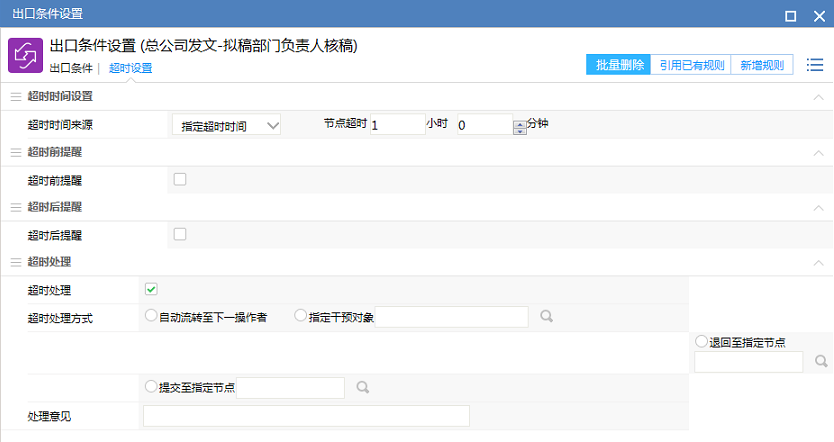 出口条件设置
出口条件设置 (总公司发文-拟稿部门负责人核稿)
出口条件 | 超时设置
批量删除 引用已有规则 新增规则
超时时间设置
超时时间来源 指定超时时间 节点超时 1 小时 0 分钟
超时前提醒
超时前提醒
超时后提醒
超时后提醒
超时处理
超时处理
超时处理方式 自动流转至下一操作者 指定干预对象
退回至指定节点
提交至指定节点
处理意见